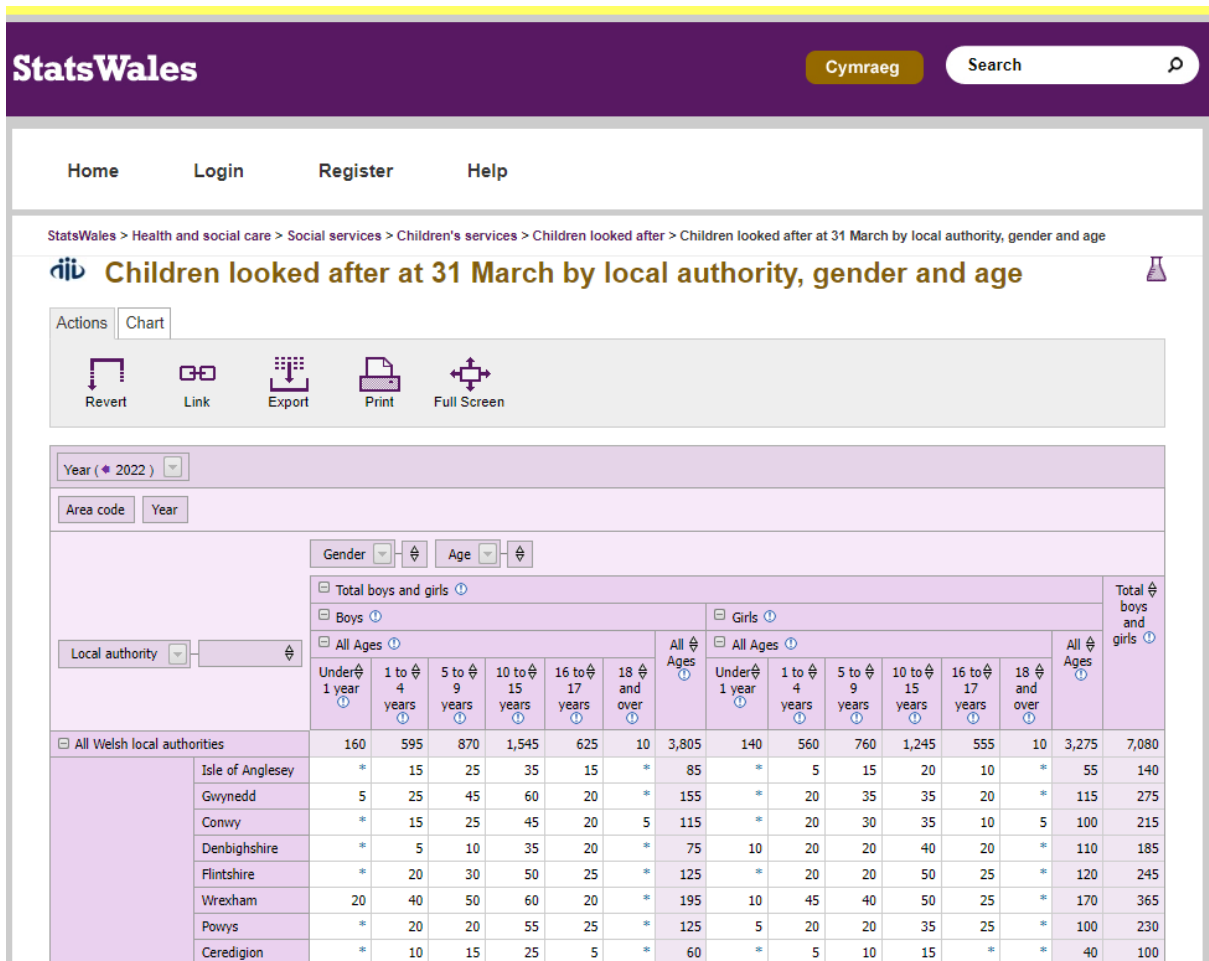 StatsWales
Cymraeg
Search
Home Login Register Help
StatsWales > Health and social care > Social services > Children's services > Children looked after > Children looked after at 31 March by local authority, gender and age
Children looked after at 31 March by local authority, gender and age
Actions Chart
Revert Link Export Print Full Screen
Year ( 2022 )
Area code Year
Gender Age
Total boys and girls Total boys and girls
Boys Girls
Local authority
All Ages All Ages All Ages All Ages
Under 1 year 1 to 4 years 5 to 9 years 10 to 15 years 16 to 17 years 18 and over Under 1 year 1 to 4 years 5 to 9 years 10 to 15 years 16 to 17 years 18 and over
All Welsh local authorities 160 595 870 1,545 625 10 3,805 140 560 760 1,245 555 10 3,275 7,080
Isle of Anglesey * 15 25 35 15 * 85 * 5 15 20 10 * 55 140
Gwynedd 5 25 45 60 20 * 155 * 20 35 35 20 * 115 275
Conwy * 15 25 45 20 5 115 * 20 30 35 10 5 100 215
Denbighshire * 5 10 35 20 * 75 10 20 20 40 20 * 110 185
Flintshire * 20 30 50 25 * 125 * 20 20 50 25 * 120 245
Wrexham 20 40 50 60 20 * 195 10 45 40 50 25 * 170 365
Powys * 20 20 55 25 * 125 5 20 20 35 25 * 100 230
Ceredigion * 10 15 25 5 * 60 * 5 10 15 * * 40 100